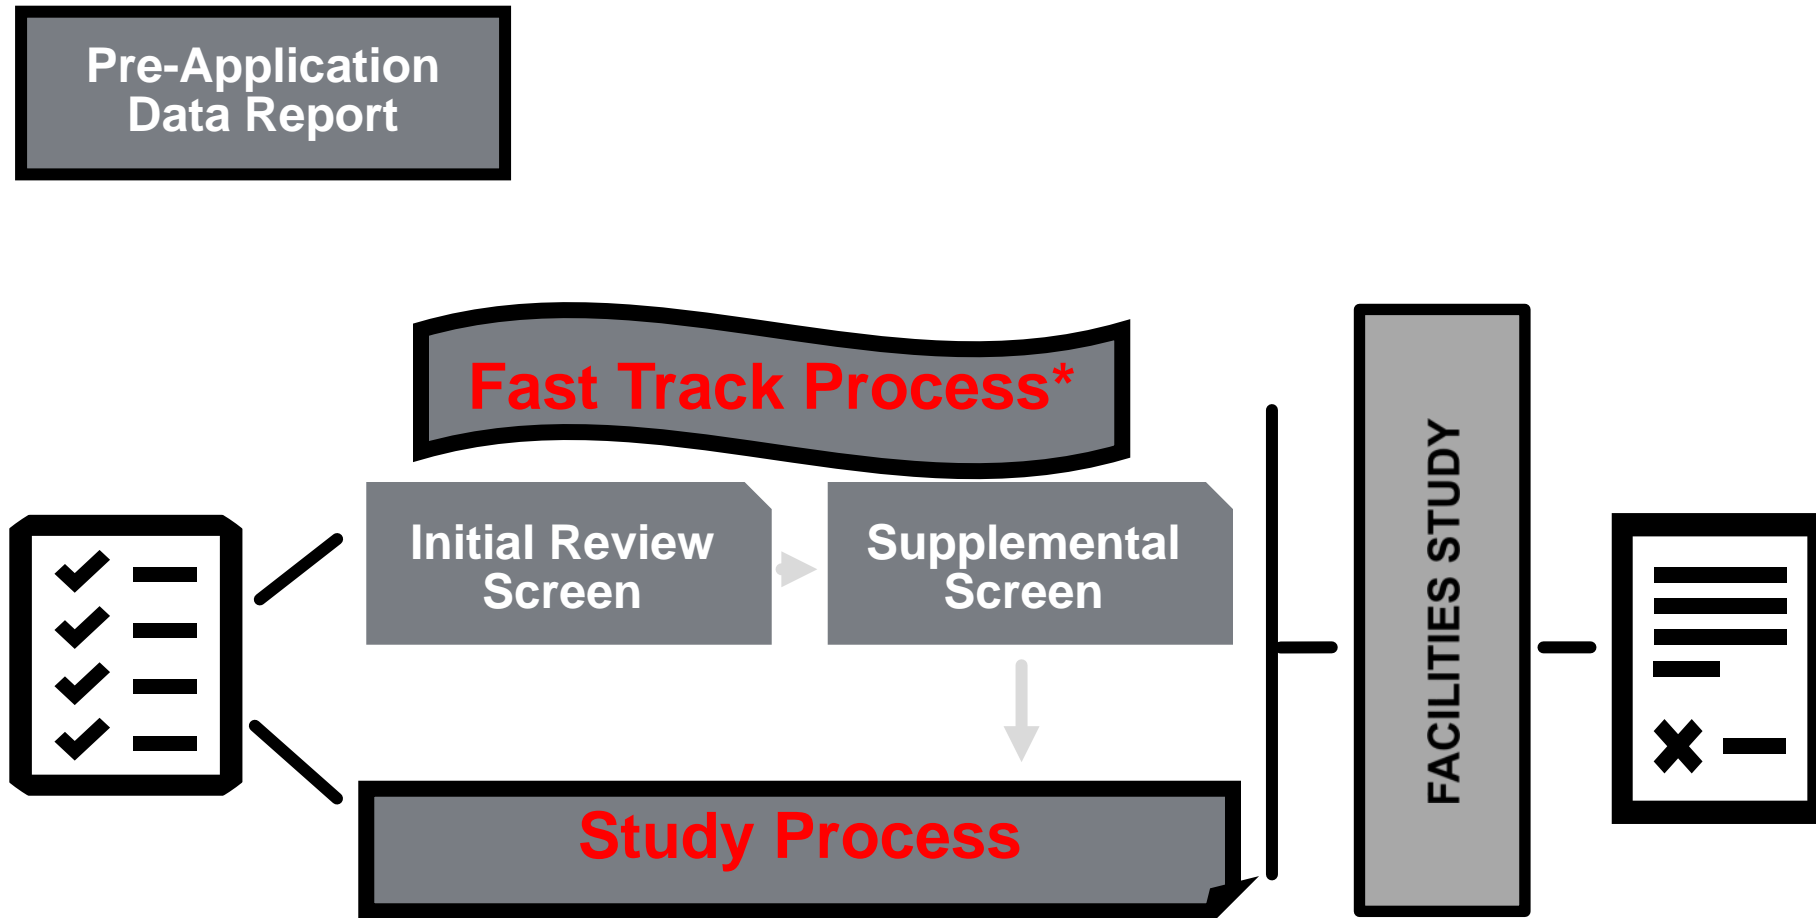 Pre-Application
Data Report
Fast Track Process*
Initial Review
Screen
Supplemental
Screen
Study Process
FACILITIES STUDY